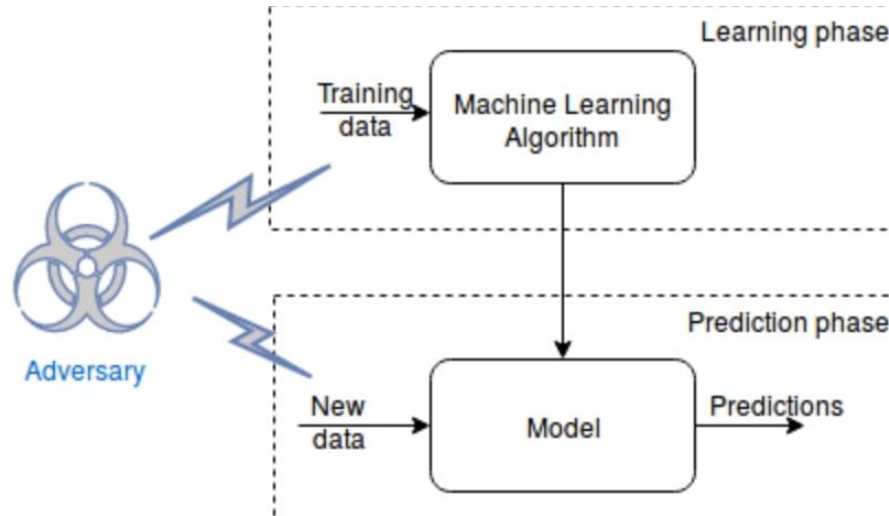 Learning phase
Training
data
Machine Learning
Algorithm
Adversary
Prediction phase
New
data
Model
Predictions